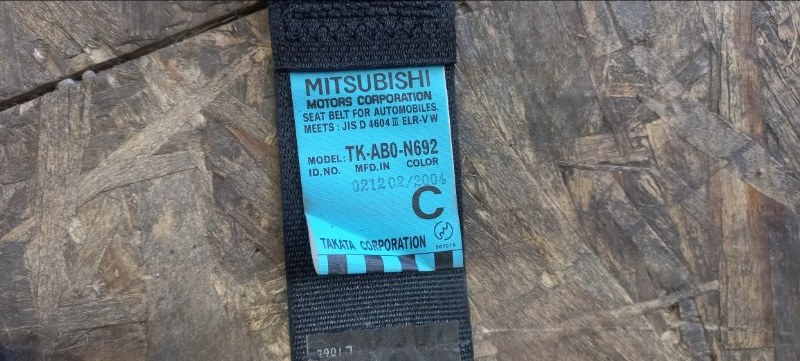 MITSUBISHI
MOTORS CORPORATION
SEAT BELT FOR AUTOMOBILES.
MEETS : JIS D 4604 III ELR-VW
MODEL: TK-AB0-N692
ID.NO. MFD.IN COLOR
021202/2004
C
TAKATA CORPORATION